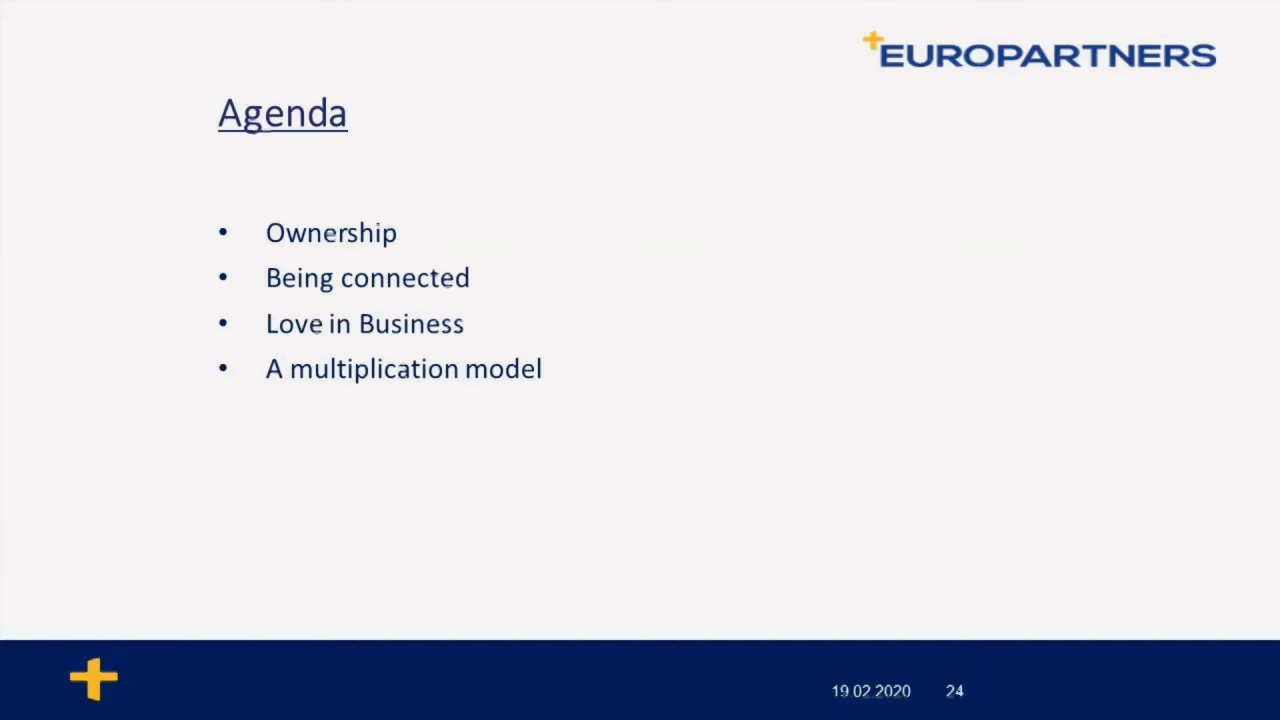 EUROPARTNERS
Agenda
• Ownership
• Being connected
• Love in Business
• A multiplication model
19.02.2020 24